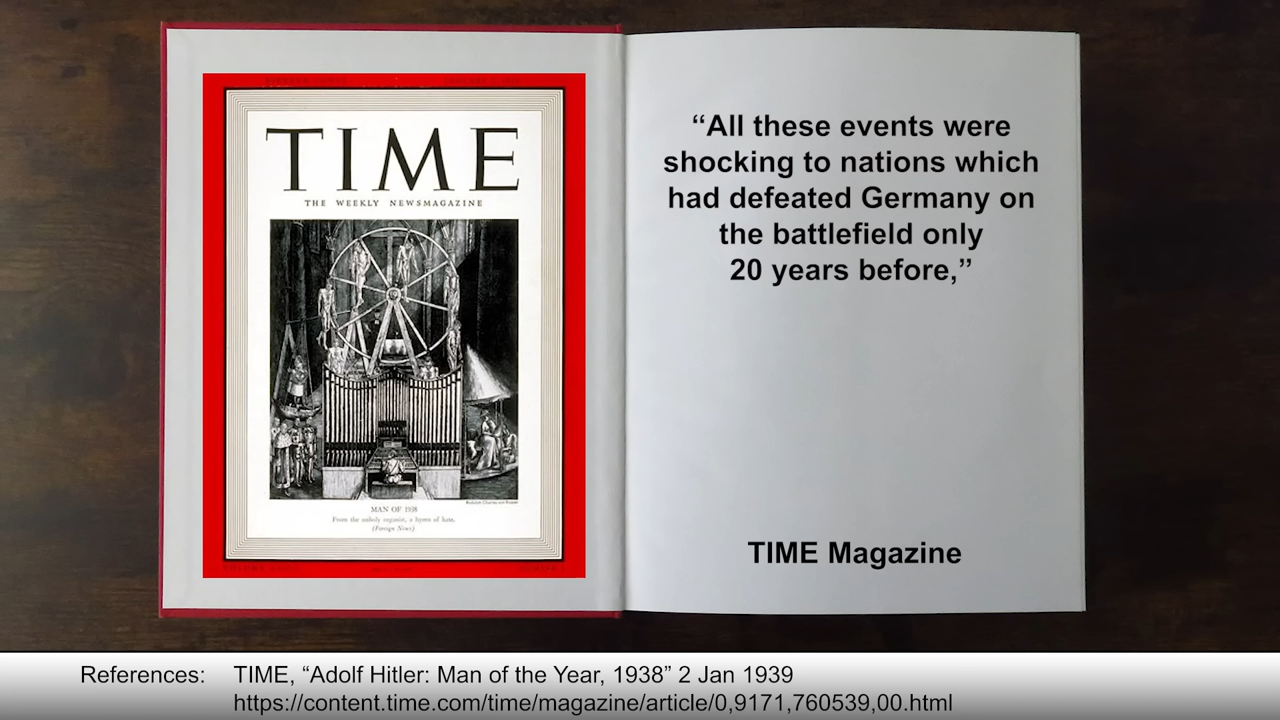 TIME
THE WEEKLY NEWSMAGAZINE
MAN OF 1938
From the unholy organist, a hymn of hate.
(Foreign News)
“All these events were
shocking to nations which
had defeated Germany on
the battlefield only
20 years before,”
TIME Magazine
References: TIME, “Adolf Hitler: Man of the Year, 1938” 2 Jan 1939
https://content.time.com/time/magazine/article/0,9171,760539,00.html